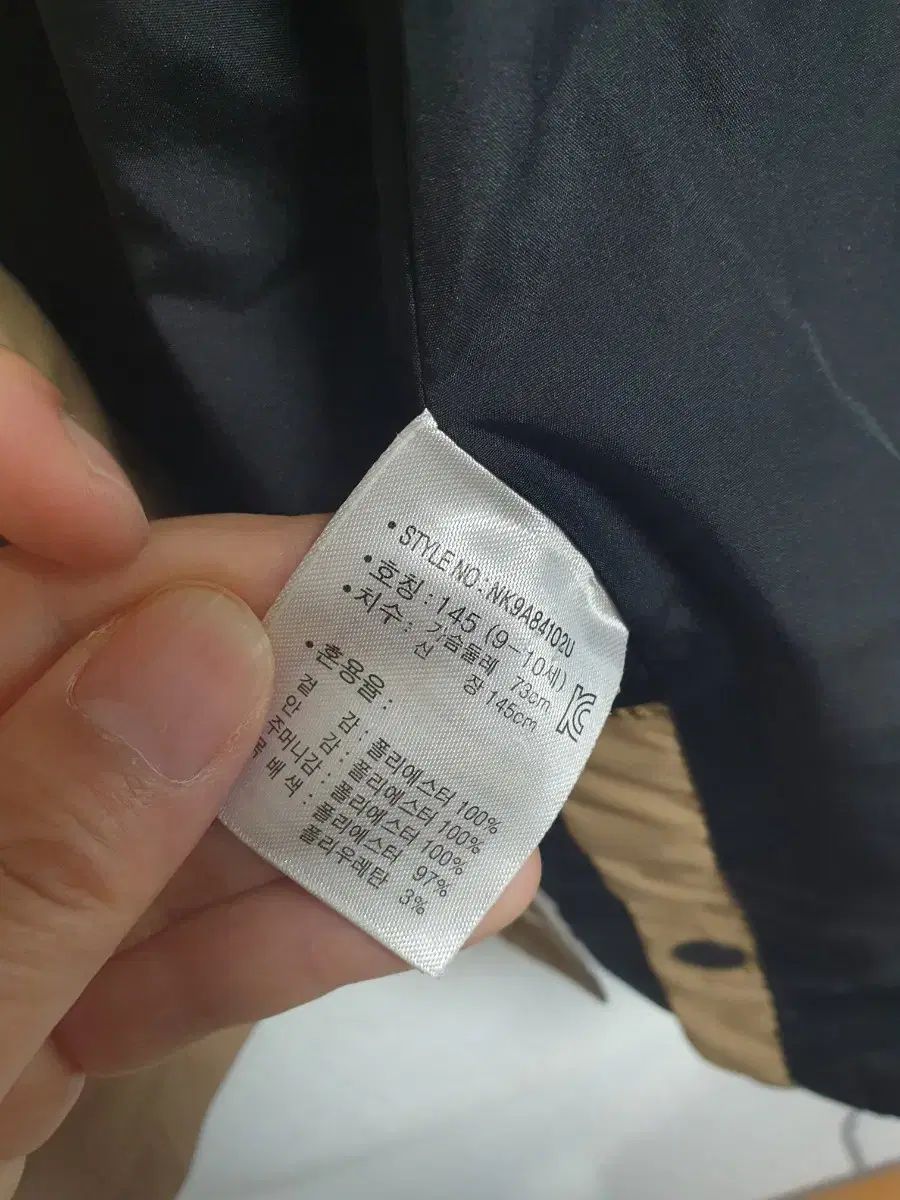 • STYLE NO : NK9A84102U
•호칭 : 145 (9-10세)
• 치수 : 가슴둘레 73cm
신 장 145cm
• 혼용율 :
겉 감 : 폴리에스터 100%
안 감 : 폴리에스터 100%
주머니감 : 폴리에스터 100%
배색 : 폴리에스터 97%
폴리우레탄 3%